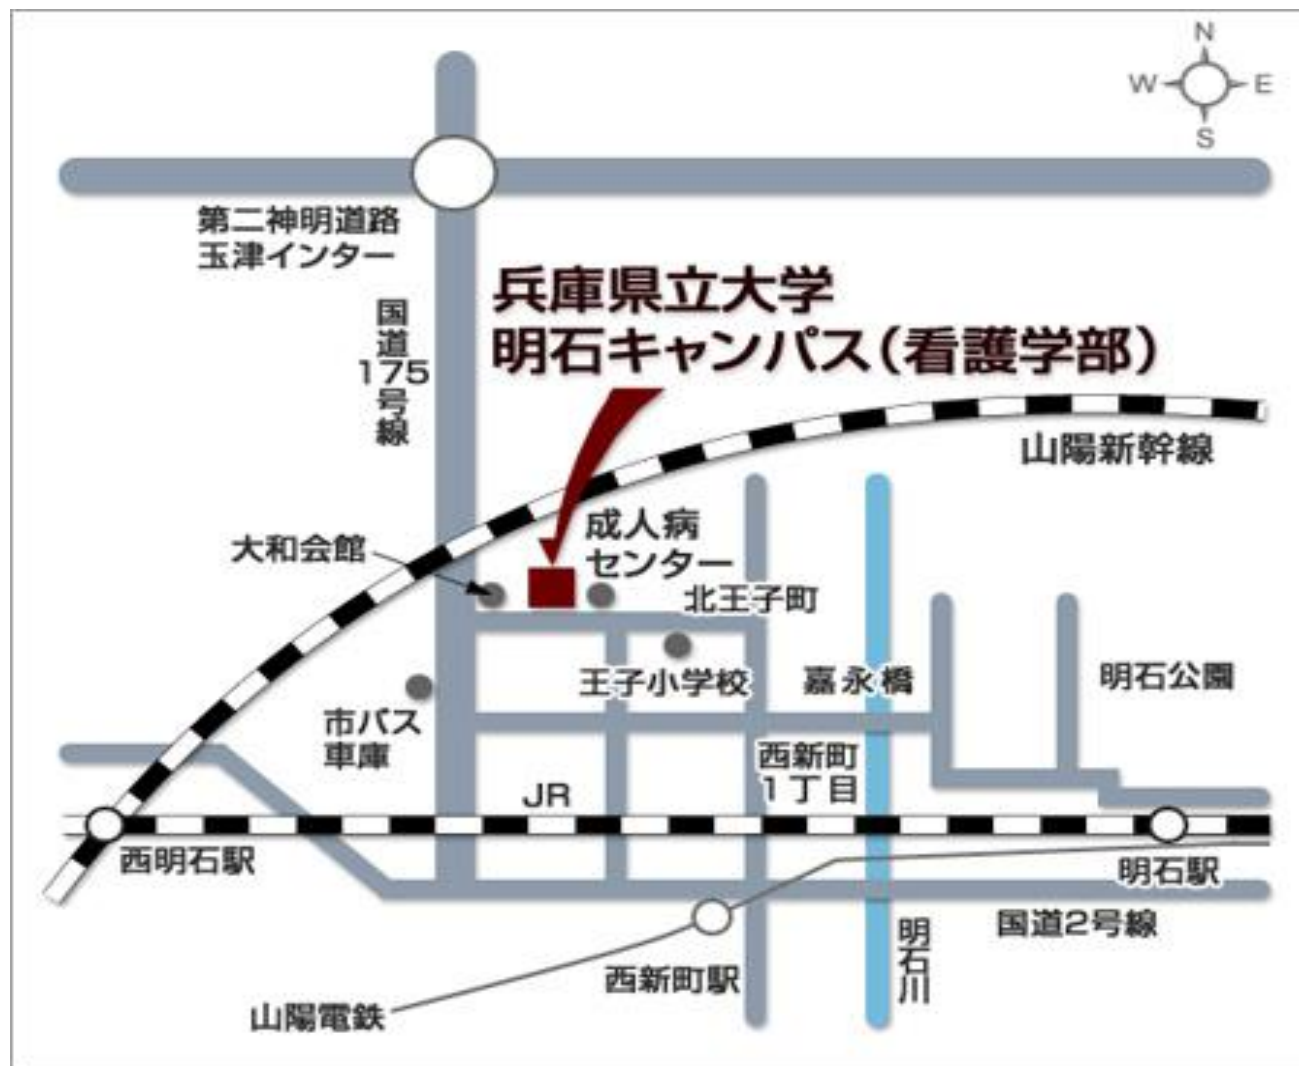 N
W E
S
第二神明道路
玉津インター
国道175号線
兵庫県立大学
明石キャンパス(看護学部)
山陽新幹線
成人病
センター
大和会館
北王子町
王子小学校
嘉永橋
明石公園
市バス
車庫
西新町
1丁目
JR
西明石駅
明石駅
国道2号線
明石川
西新町駅
山陽電鉄